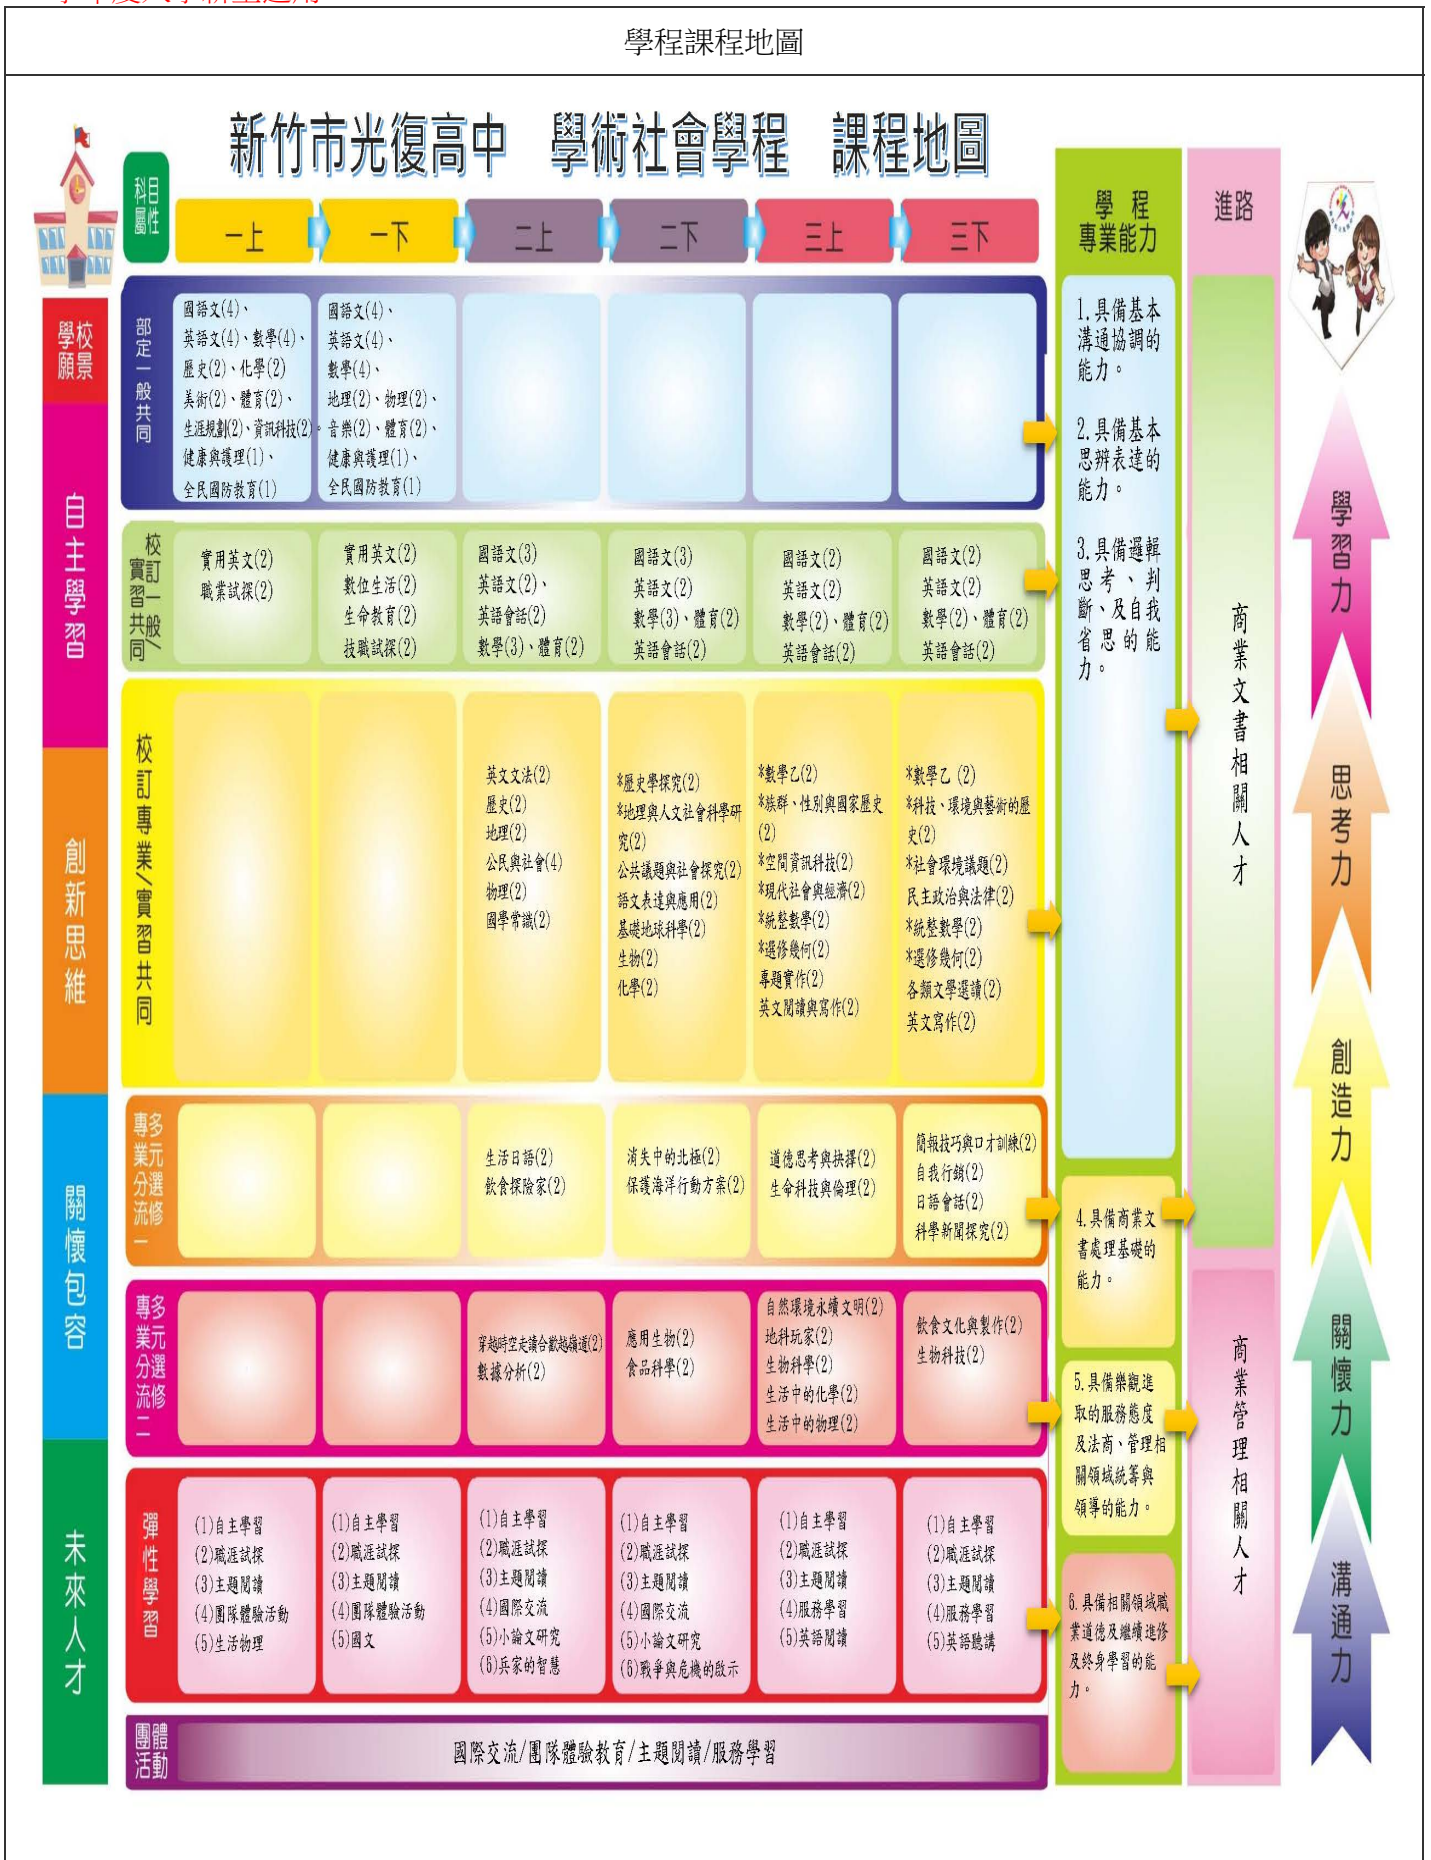 學程課程地圖
新竹市光復高中 學術社會學程 課程地圖
科目
屬性
一上
一下
二上
二下
三上
三下
學 程
專業能力
進路
學校
願景
自主學習
創新思維
關懷包容
未來人才
部定一般共同
國語文(4)、
英語文(4)、數學(4)、
歷史(2)、化學(2)
美術(2)、體育(2)、
生涯規劃(2)、資訊科技(2)。
健康與護理(1)、
全民國防教育(1)
國語文(4)、
英語文(4)、
數學(4)、
地理(2)、物理(2)、
音樂(2)、體育(2)、
健康與護理(1)、
全民國防教育(1)
校訂一般/
實習共同
實用英文(2)
職業試探(2)
實用英文(2)
數位生活(2)
生命教育(2)
技職試探(2)
國語文(3)
英語文(2)、
英語會話(2)
數學(3)、體育(2)
國語文(3)
英語文(2)
數學(3)、體育(2)
英語會話(2)
國語文(2)
英語文(2)
數學(2)、體育(2)
英語會話(2)
國語文(2)
英語文(2)
數學(2)、體育(2)
英語會話(2)
校訂專業/實習共同
英文文法(2)
歷史(2)
地理(2)
公民與社會(4)
物理(2)
國學常識(2)
*歷史學探究(2)
*地理與人文社會科學研
究(2)
公共議題與社會探究(2)
語文表達與應用(2)
基礎地球科學(2)
生物(2)
化學(2)
*數學乙(2)
*族群、性別與國家歷史
(2)
*空間資訊科技(2)
*現代社會與經濟(2)
*統整數學(2)
*選修幾何(2)
專題實作(2)
英文閱讀與寫作(2)
*數學乙 (2)
*科技、環境與藝術的歷
史(2)
*社會環境議題(2)
民主政治與法律(2)
*統整數學(2)
*選修幾何(2)
各類文學選讀(2)
英文寫作(2)
多元選修
專業分流一
生活日語(2)
飲食探險家(2)
消失中的北極(2)
保護海洋行動方案(2)
道德思考與抉擇(2)
生命科技與倫理(2)
簡報技巧與口才訓練(2)
自我行銷(2)
日語會話(2)
科學新聞探究(2)
多元選修
專業分流二
穿越時空走讀合歡越嶺道(2)
數據分析(2)
應用生物(2)
食品科學(2)
自然環境永續文明(2)
地科玩家(2)
生物科學(2)
生活中的化學(2)
生活中的物理(2)
飲食文化與製作(2)
生物科技(2)
彈性學習
(1)自主學習
(2)職涯試探
(3)主題閱讀
(4)團隊體驗活動
(5)生活物理
(1)自主學習
(2)職涯試探
(3)主題閱讀
(4)團隊體驗活動
(5)國文
(1)自主學習
(2)職涯試探
(3)主題閱讀
(4)國際交流
(5)小論文研究
(6)兵家的智慧
(1)自主學習
(2)職涯試探
(3)主題閱讀
(4)國際交流
(5)小論文研究
(6)戰爭與危機的啟示
(1)自主學習
(2)職涯試探
(3)主題閱讀
(4)服務學習
(5)英語閱讀
(1)自主學習
(2)職涯試探
(3)主題閱讀
(4)服務學習
(5)英語聽講
團體
活動
國際交流/團隊體驗教育/主題閱讀/服務學習
1.具備基本
溝通協調的
能力。
2.具備基本
思辨表達的
能力。
3.具備邏輯
思考、判
斷、及自我
省思的能
力。
4.具備商業文
書處理基礎的
能力。
5.具備樂觀進
取的服務態度
及法商、管理相
關領域統籌與
領導的能力。
6.具備相關領域職
業道德及繼續進修
及終身學習的能
力。
商業文書相關人才
商業管理相關人才
學習力
思考力
創造力
關懷力
溝通力